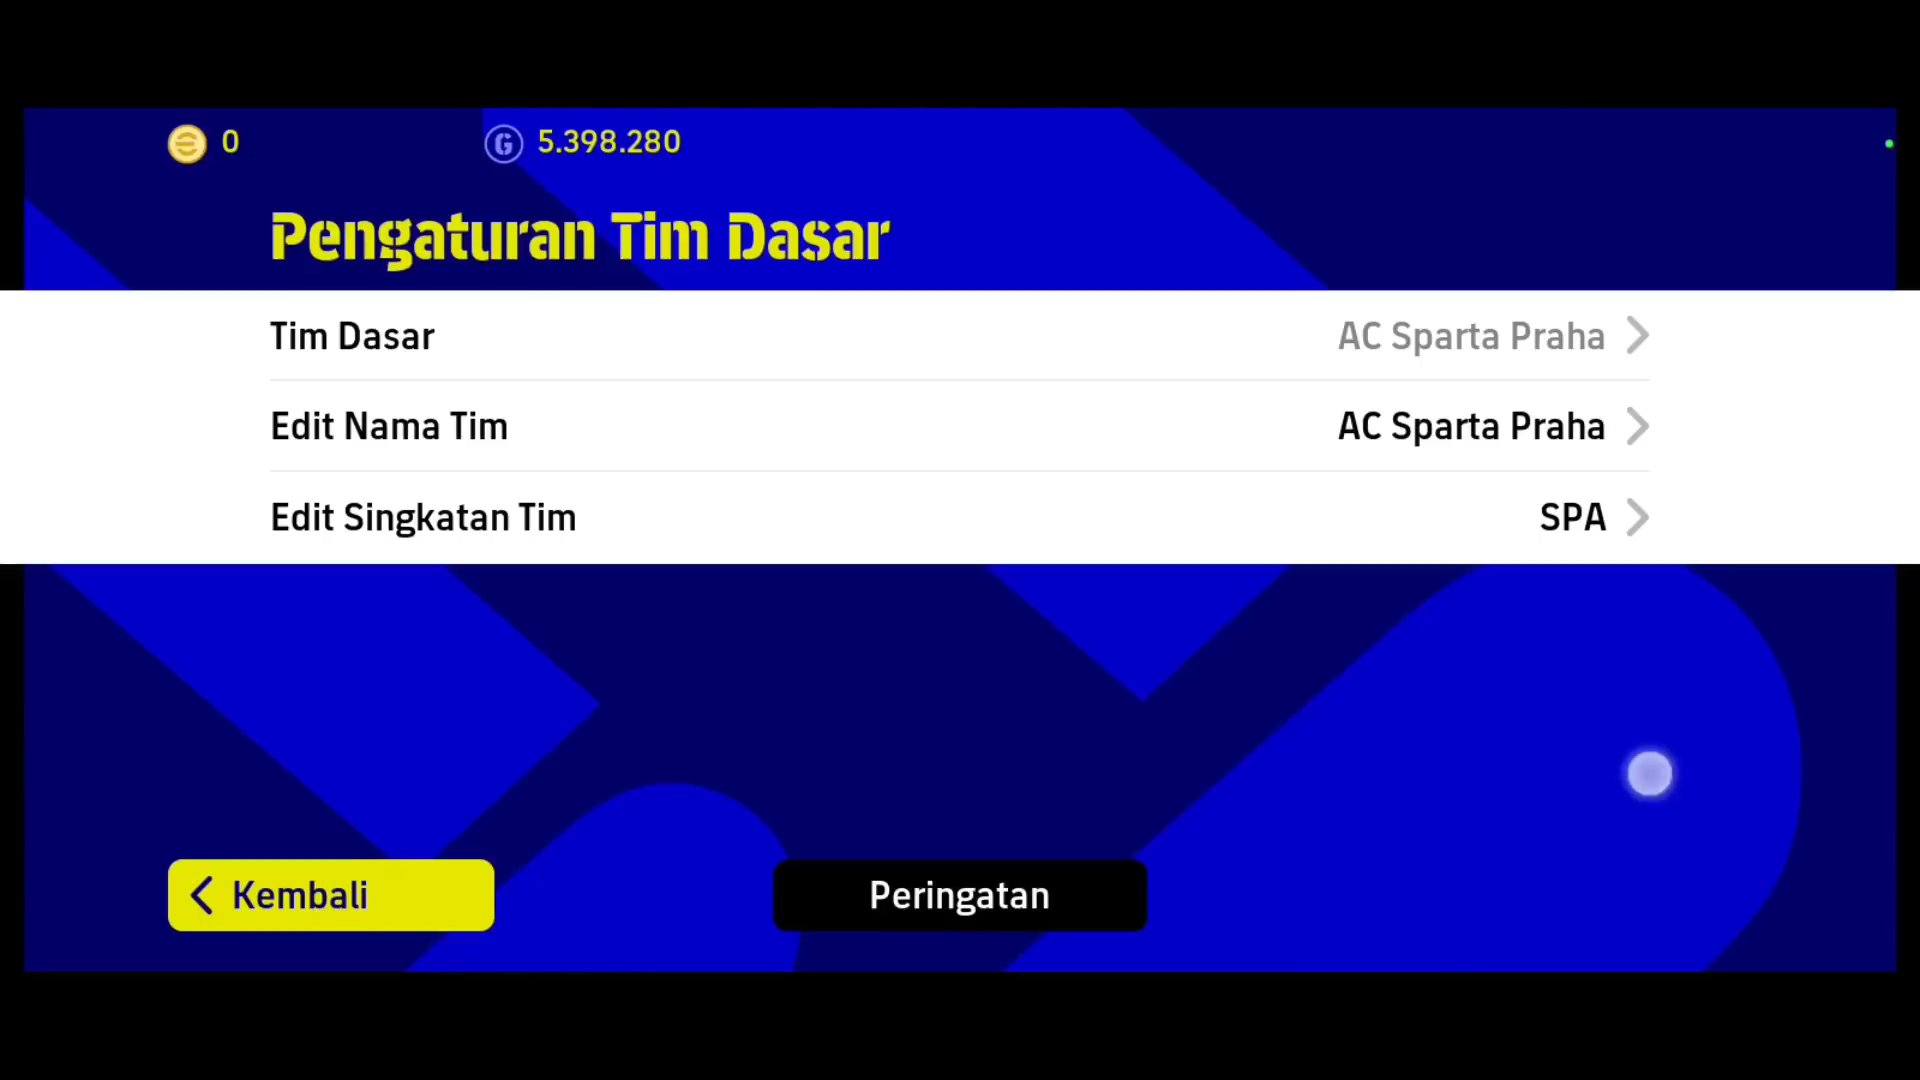 0
5.398.280
Pengaturan Tim Dasar
Tim Dasar AC Sparta Praha
Edit Nama Tim AC Sparta Praha
Edit Singkatan Tim SPA
Kembali
Peringatan